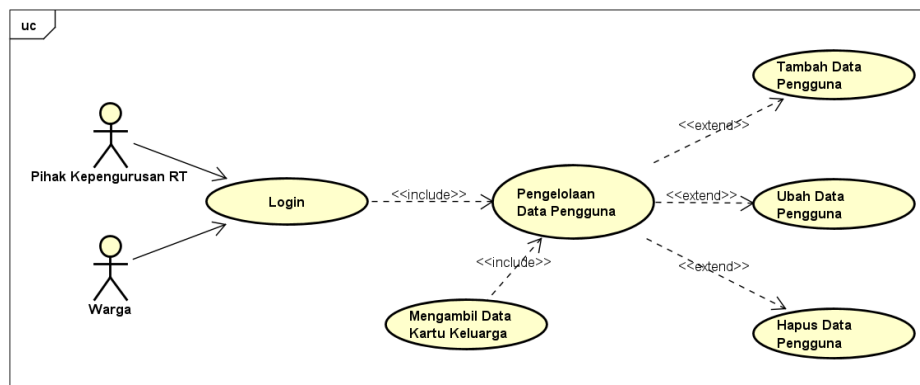 uc
Tambah Data
Pengguna
<<extend>>
Pihak Kepengurusan RT
Login
<<include>>
Pengelolaan
Data Pengguna
<<extend>>
Ubah Data
Pengguna
<<include>>
<<extend>>
Warga
Mengambil Data
Kartu Keluarga
Hapus Data
Pengguna